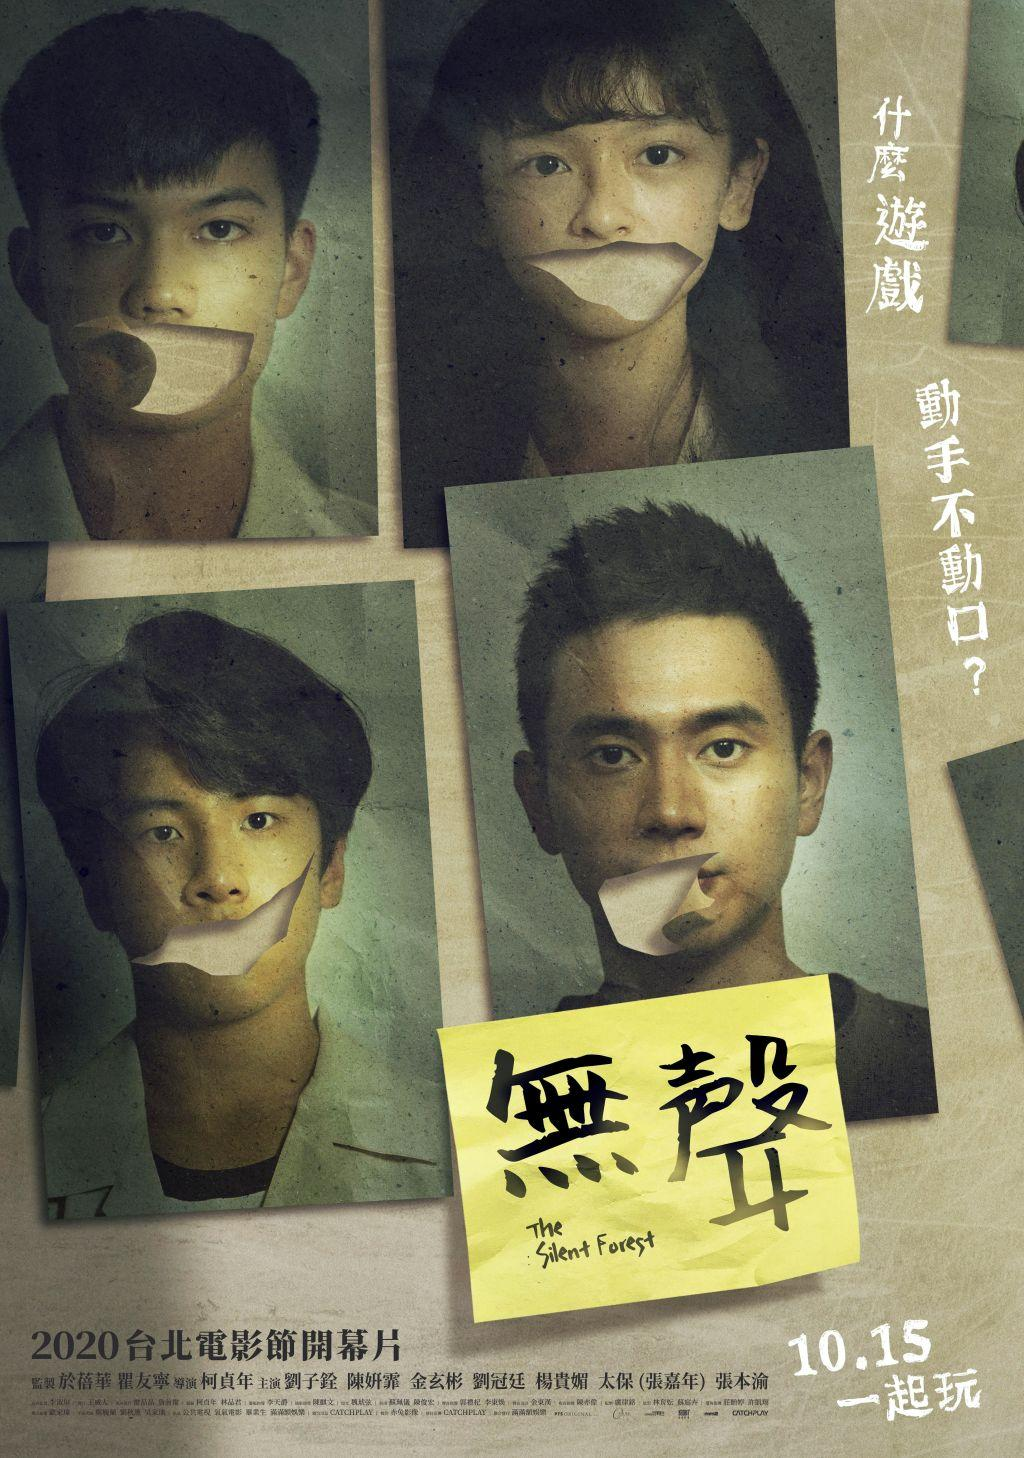 什麼遊戲
動手不動口?
無聲
The
Silent Forest
10.15
一起玩
2020台北電影節開幕片
監製 於蓓華 瞿友寧 導演 柯貞年 主演 劉子銓 陳妍霏 金玄彬 劉冠廷 楊貴媚 太保(張嘉年) 張本渝
CATCHPLAY